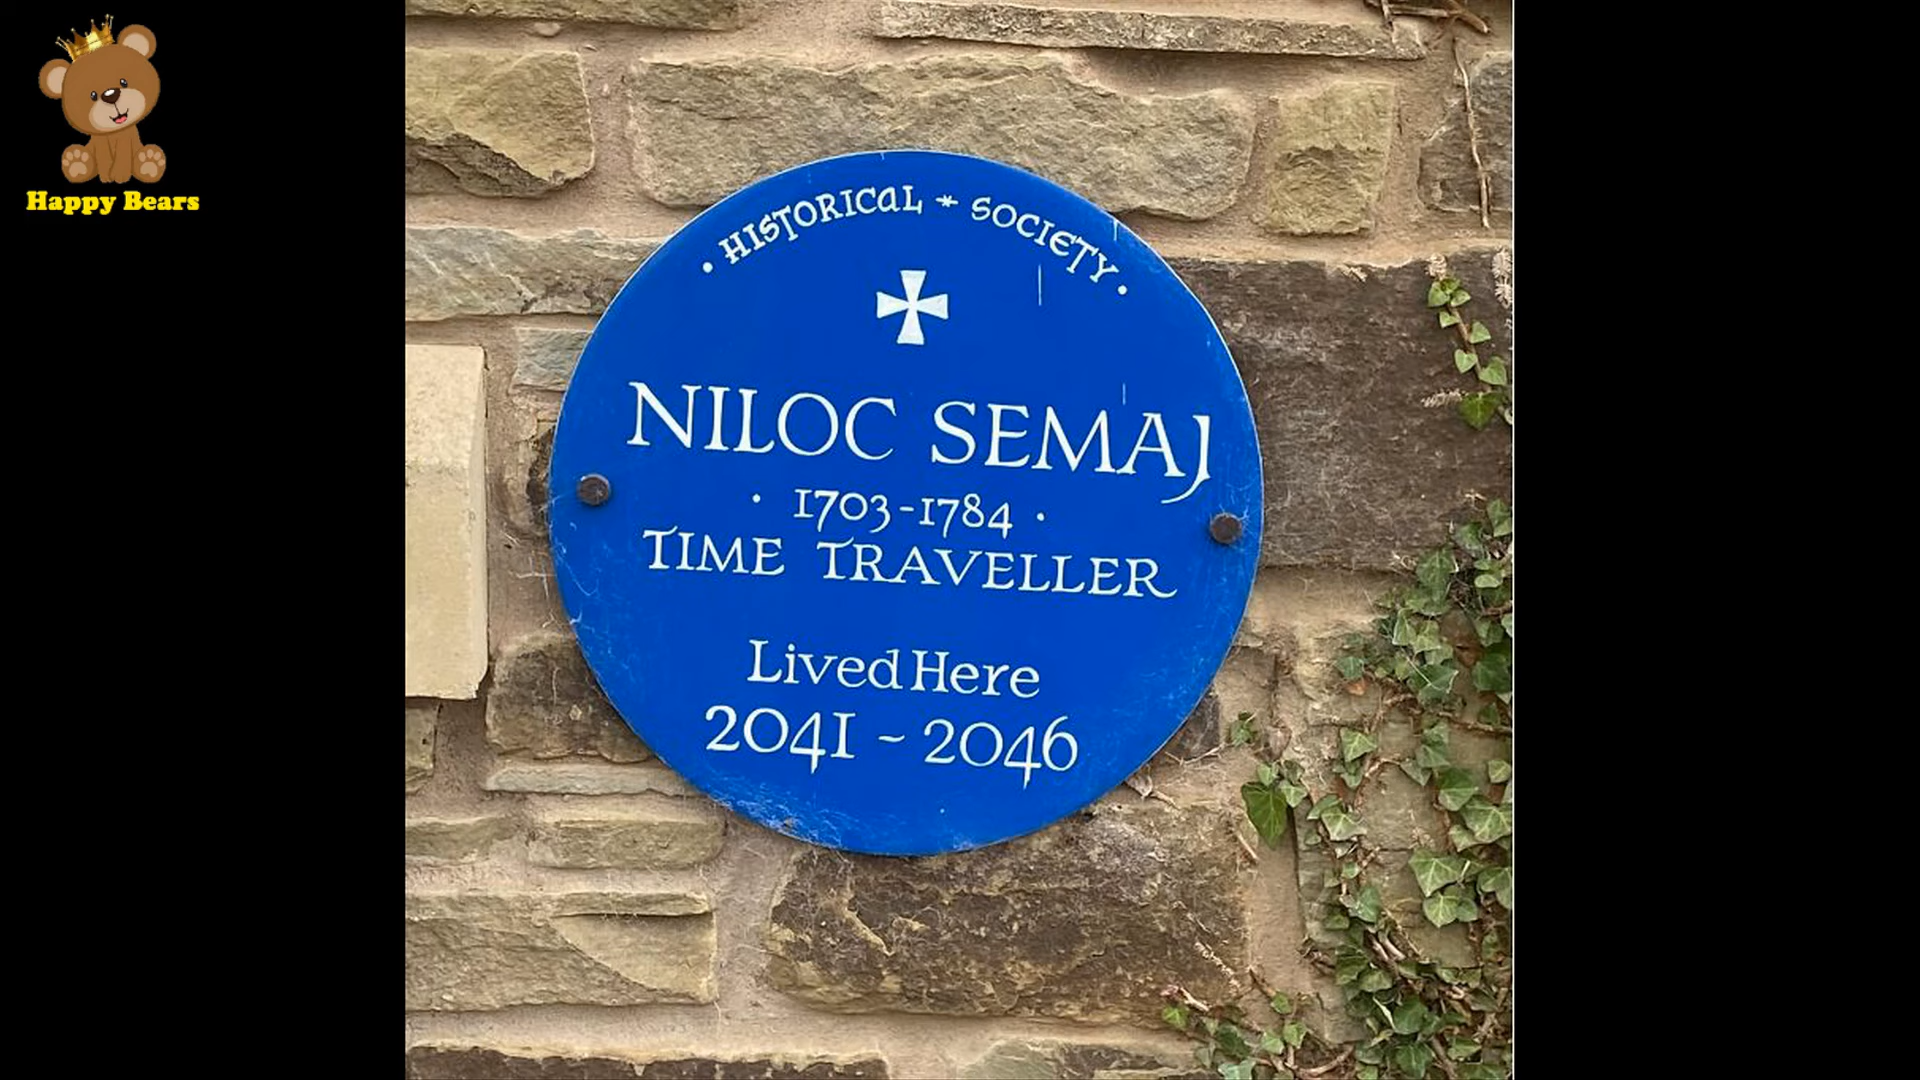 Happy Bears
· HISTORICAL * SOCIETY ·
NILOC SEMAJ
· 1703-1784 ·
TIME TRAVELLER
Lived Here
2041 - 2046